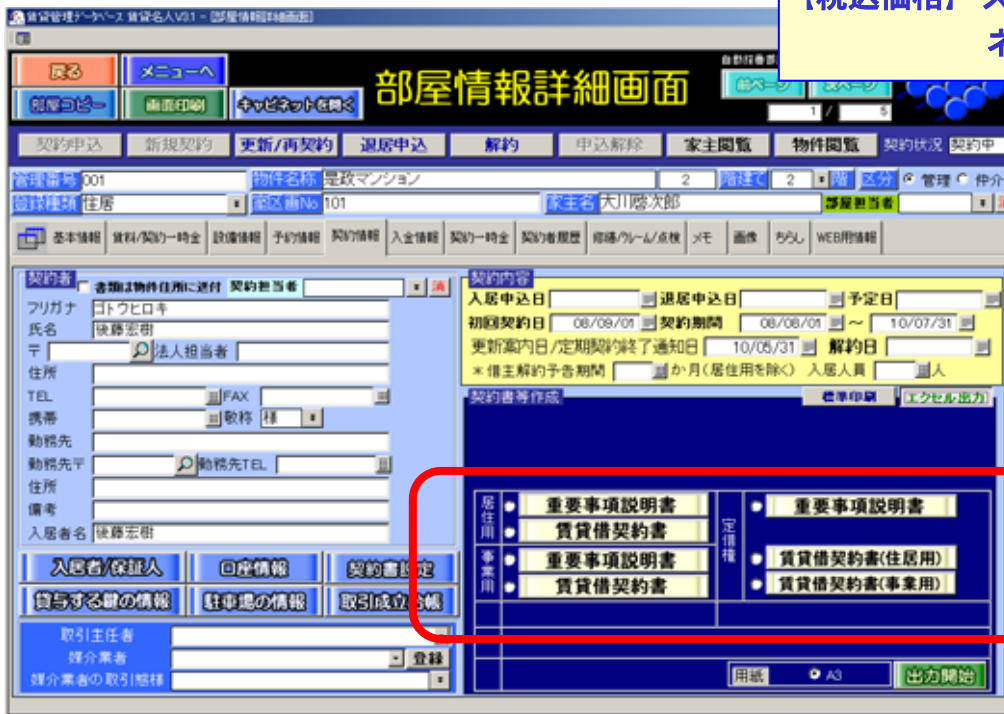 【税込価格】
賃貸管理データベース 賃貸名人V3.1 - [部屋情報詳細画面]
戻る メニューへ
部屋コピー 画面印刷 キャビネットを開く
部屋情報詳細画面
前ページ 次ページ
1 / 5
契約申込 新規契約 更新/再契約 退居申込 解約 申込解除 家主閲覧 物件閲覧 契約状況 契約中
管理番号 001 物件名称 是政マンション 2 階建て 2 階 区分 管理 仲介
登録種類 住居 室区画No 101 家主名 大川啓次郎 部屋担当者
基本情報 賃料/契約一時金 設備情報 予約情報 契約情報 入金情報 契約一時金 契約者履歴 修繕/クレーム/点検 メモ 画像 ちらし WEB用情報
契約者 書類は物件住所に送付 契約担当者 消
フリガナ ゴトウヒロキ
氏名 後藤宏樹
〒 法人担当者
住所
TEL FAX
携帯 敬称 様
勤務先
勤務先〒 勤務先TEL
住所
備考
入居者名 後藤宏樹
入居者/保証人 口座情報 契約書設定
貸与する鍵の情報 駐車場の情報 取引成立台帳
取引主任者
媒介業者 登録
媒介業者の取引態様
契約内容
入居申込日 退居申込日 予定日
初回契約日 08/09/01 契約期間 08/08/01 ～ 10/07/31
更新案内日/定期契約終了通知日 10/05/31 解約日
*借主解約予告期間 か月(居住用を除く) 入居人員 人
契約書等作成 標準印刷 エクセル出力
居住用 重要事項説明書
賃貸借契約書
事業用 重要事項説明書
賃貸借契約書
定借権 重要事項説明書
賃貸借契約書(住居用)
賃貸借契約書(事業用)
用紙 A3 出力開始